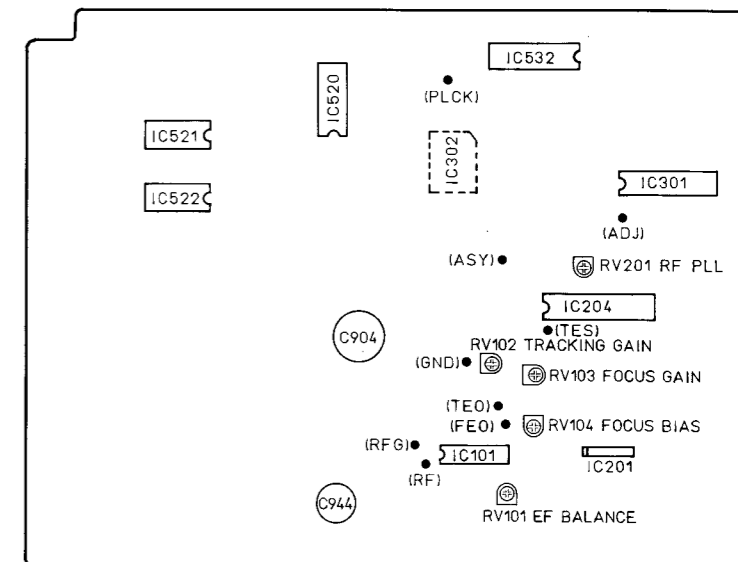 IC532
IC520
(PLCK)
IC521
IC302
IC522
IC301
(ADJ)
(ASY)
RV201 RF PLL
IC204
(TES)
C904
RV102 TRACKING GAIN
(GND)
RV103 FOCUS GAIN
(TEO)
(FEO)
RV104 FOCUS BIAS
(RFG)
IC101
IC201
(RF)
C944
RV101 EF BALANCE